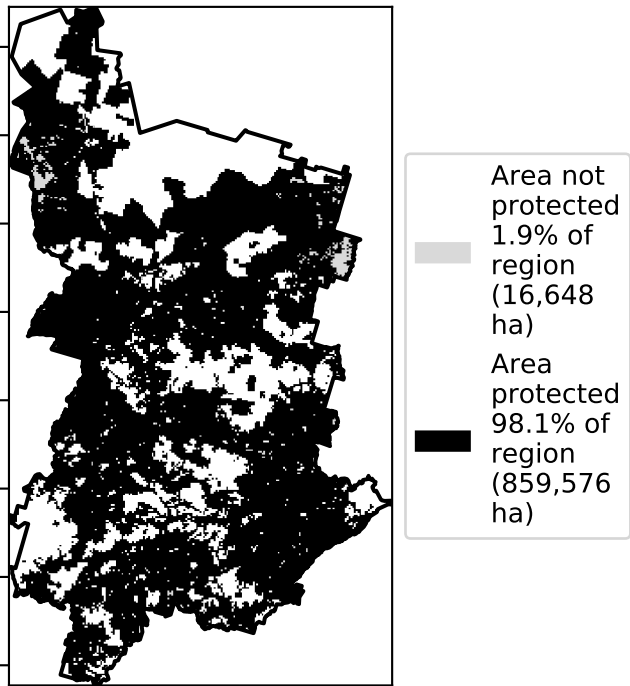 Area not
protected
1.9% of
region
(16,648
ha)
Area
protected
98.1% of
region
(859,576
ha)